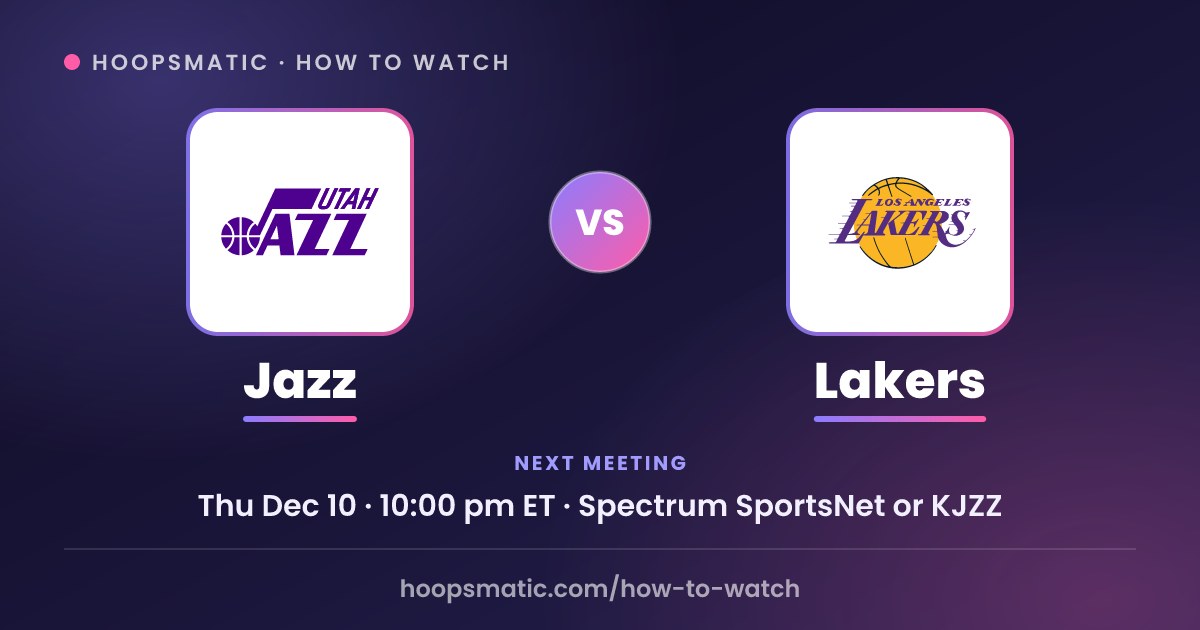 HOOPSMATIC · HOW TO WATCH
UTAH
JAZZ
VS
LOS ANGELES
LAKERS
Jazz
Lakers
NEXT MEETING
Thu Dec 10 · 10:00 pm ET · Spectrum SportsNet or KJZZ
hoopsmatic.com/how-to-watch